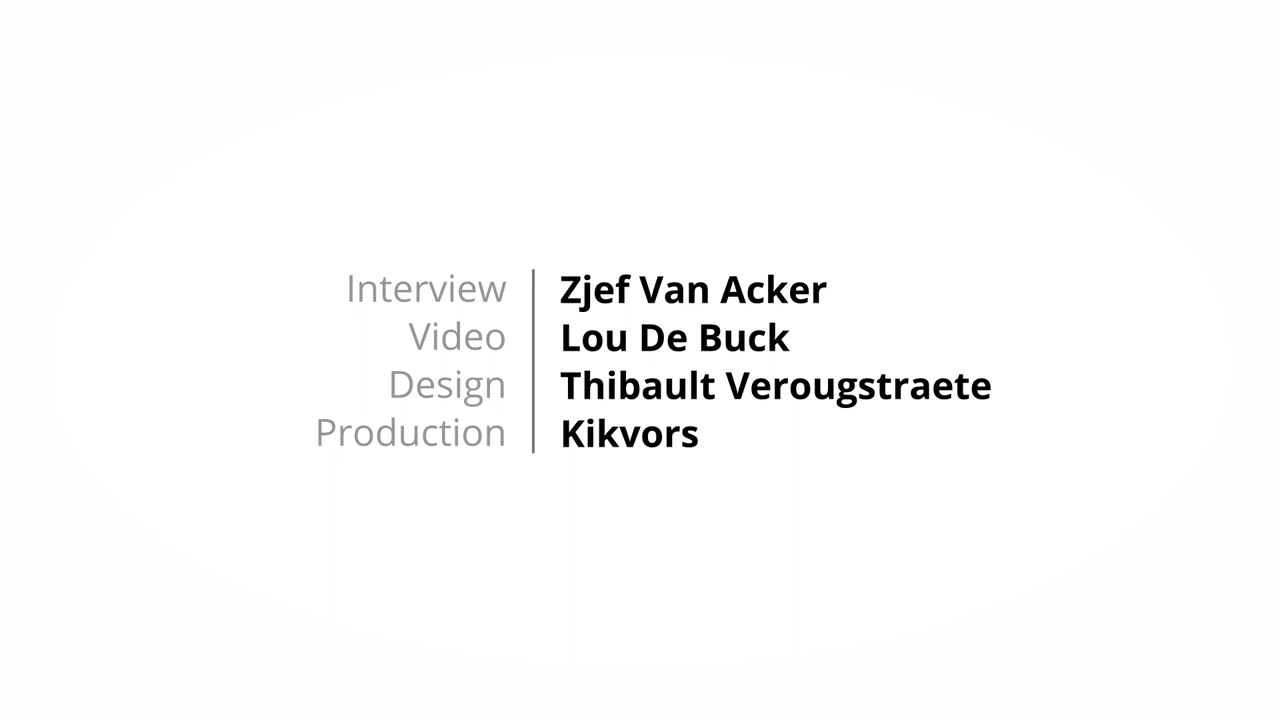 Interview Zjef Van Acker
Video Lou De Buck
Design Thibault Verougstraete
Production Kikvors